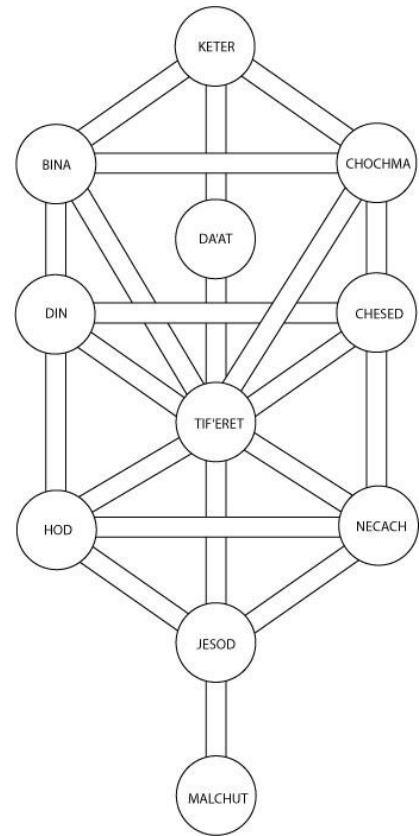 KETER
BINA
CHOCHMA
DA'AT
DIN
CHESED
TIF'ERET
HOD
NECACH
JESOD
MALCHUT